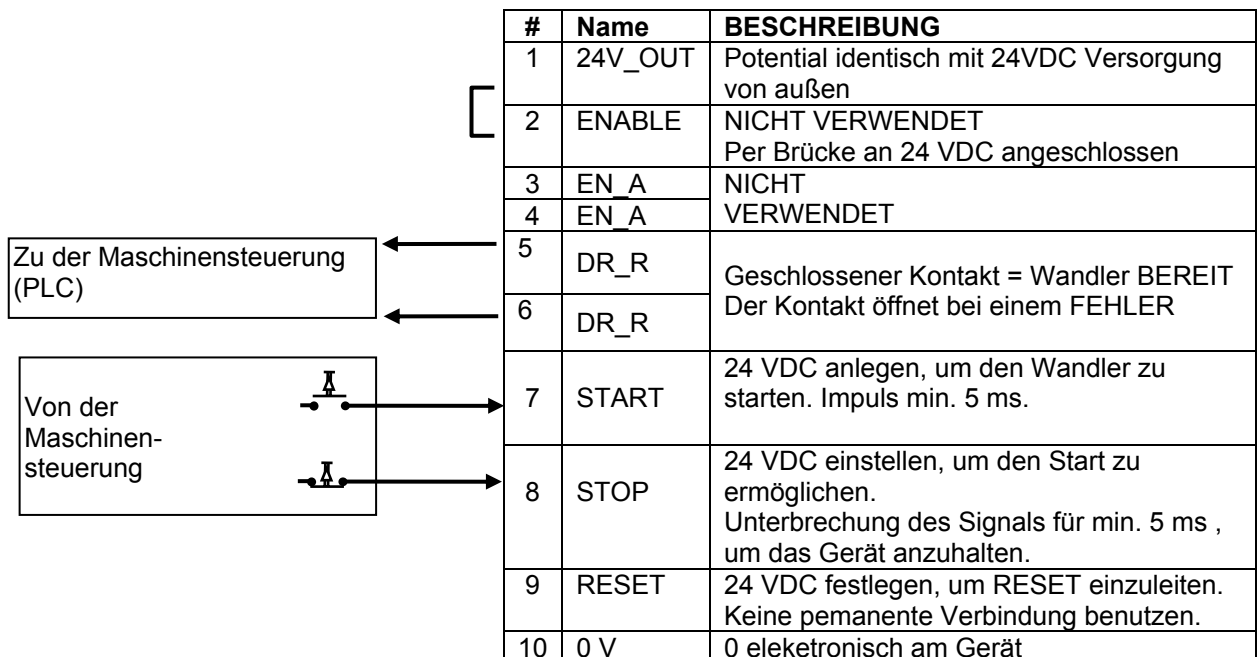 # Name BESCHREIBUNG
1 24V_OUT Potential identisch mit 24VDC Versorgung
von außen
2 ENABLE NICHT VERWENDET
Per Brücke an 24 VDC angeschlossen
3 EN_A NICHT
4 EN_A VERWENDET
Zu der Maschinensteuerung
(PLC)
5 DR_R Geschlossener Kontakt = Wandler BEREIT
6 DR_R Der Kontakt öffnet bei einem FEHLER
Von der
Maschinen-
steuerung
24 VDC anlegen, um den Wandler zu
7 START starten. Impuls min. 5 ms.
24 VDC einstellen, um den Start zu
8 STOP ermöglichen.
Unterbrechung des Signals für min. 5 ms ,
um das Gerät anzuhalten.
9 RESET 24 VDC festlegen, um RESET einzuleiten.
Keine pemanente Verbindung benutzen.
10 0 V 0 eleketronisch am Gerät